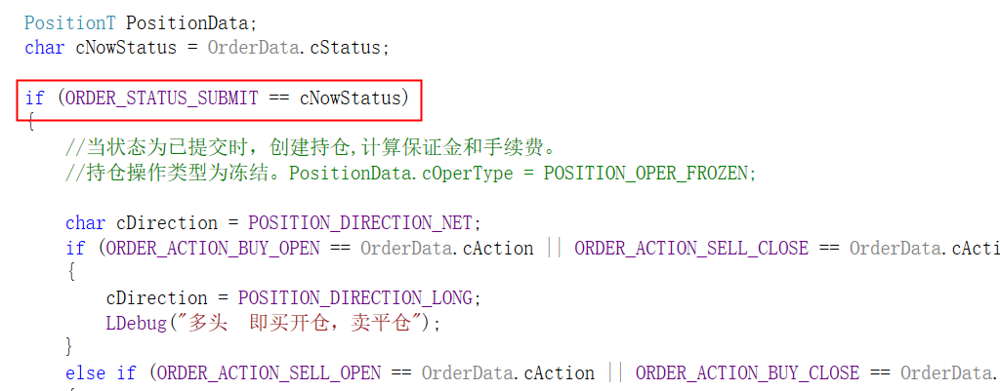 PositionT PositionData;
char cNowStatus = OrderData.cStatus;
if (ORDER_STATUS_SUBMIT == cNowStatus)
{
//当状态为已提交时，创建持仓,计算保证金和手续费。
//持仓操作类型为冻结。PositionData.cOperType = POSITION_OPER_FROZEN;
char cDirection = POSITION_DIRECTION_NET;
if (ORDER_ACTION_BUY_OPEN == OrderData.cAction || ORDER_ACTION_SELL_CLOSE == OrderData.cActi
{
cDirection = POSITION_DIRECTION_LONG;
LDebug("多头 即买开仓，卖平仓");
}
else if (ORDER_ACTION_SELL_OPEN == OrderData.cAction || ORDER_ACTION_BUY_CLOSE == OrderData.